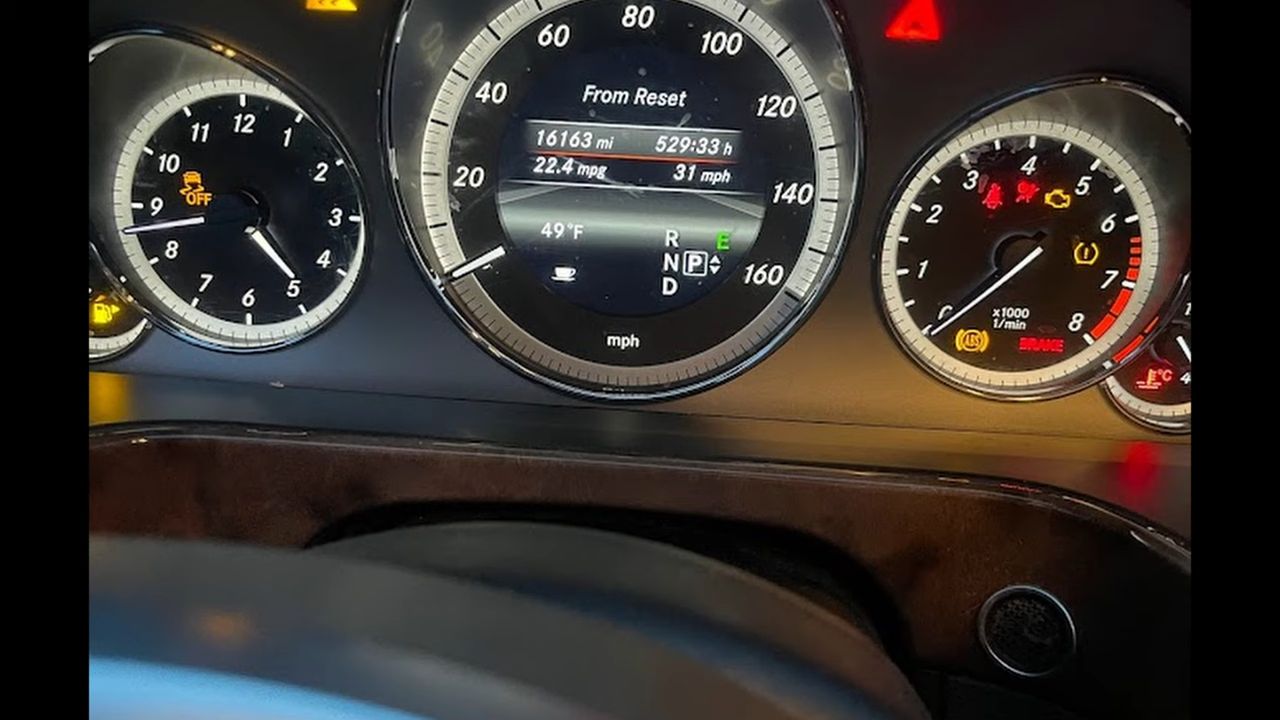 12
11
1
10
2
OFF
9
3
8
4
7
5
6
80
60
100
40
120
From Reset
16163 mi 529:33 h
22.4 mpg 31 mph
20
140
49°F
R E
N P
D
160
mph
4
3
5
2
6
1
7
0
x1000
1/min
8
ABS
BRAKE
°C